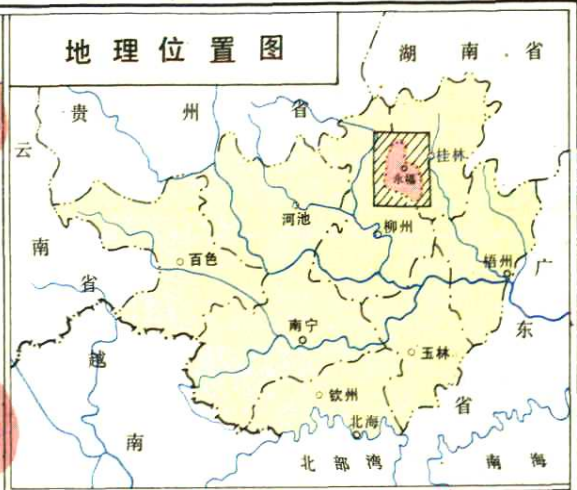 地理位置图
湖南省
贵州省
云南省
桂林
永福
河池
柳州
百色
梧州
广东省
南宁
越南
玉林
钦州
北海
北部湾
南海